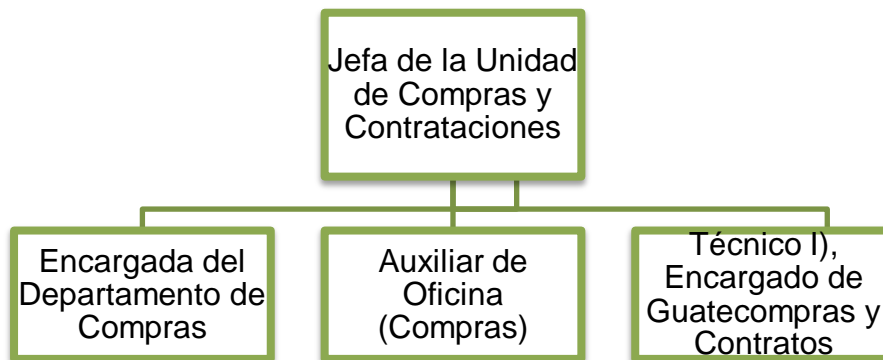 Jefa de la Unidad
de Compras y
Contrataciones
Encargada del
Departamento de
Compras
Auxiliar de
Oficina
(Compras)
Técnico I),
Encargado de
Guatecompras y
Contratos